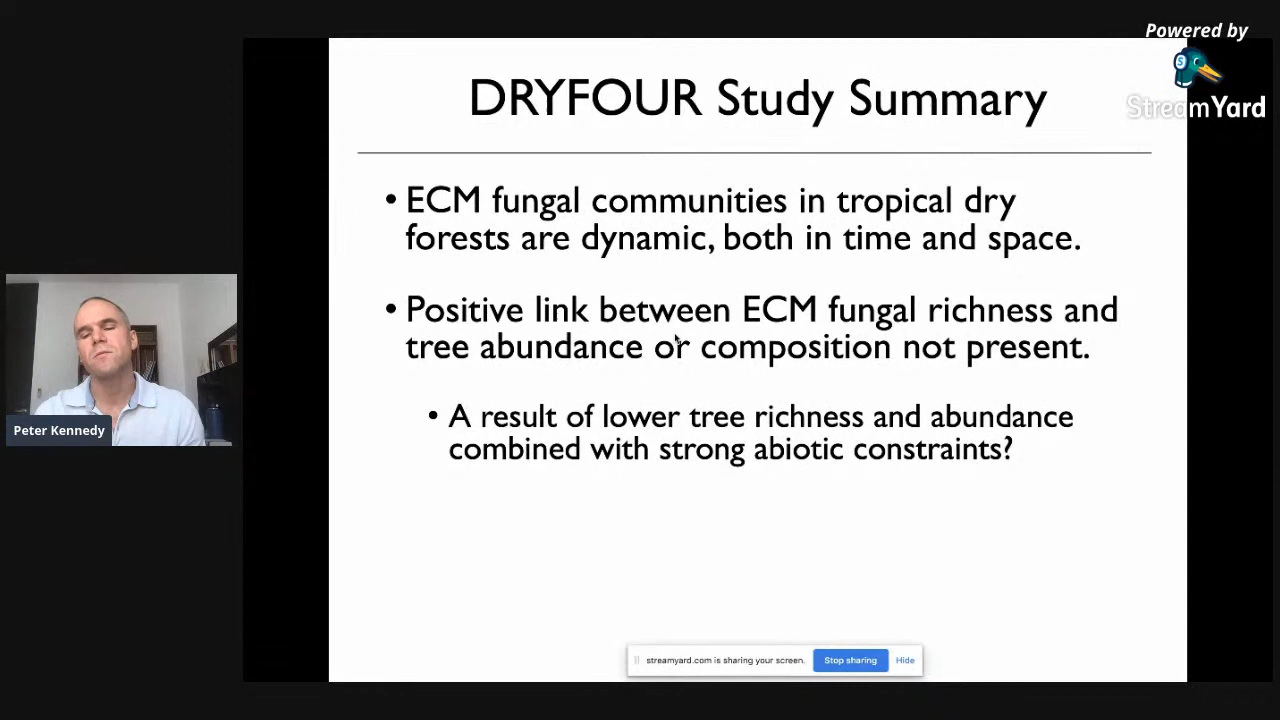 Powered by
StreamYard
DRYFOUR Study Summary
• ECM fungal communities in tropical dry
forests are dynamic, both in time and space.
• Positive link between ECM fungal richness and
tree abundance or composition not present.
• A result of lower tree richness and abundance
combined with strong abiotic constraints?
Peter Kennedy
streamyard.com is sharing your screen. Stop sharing Hide